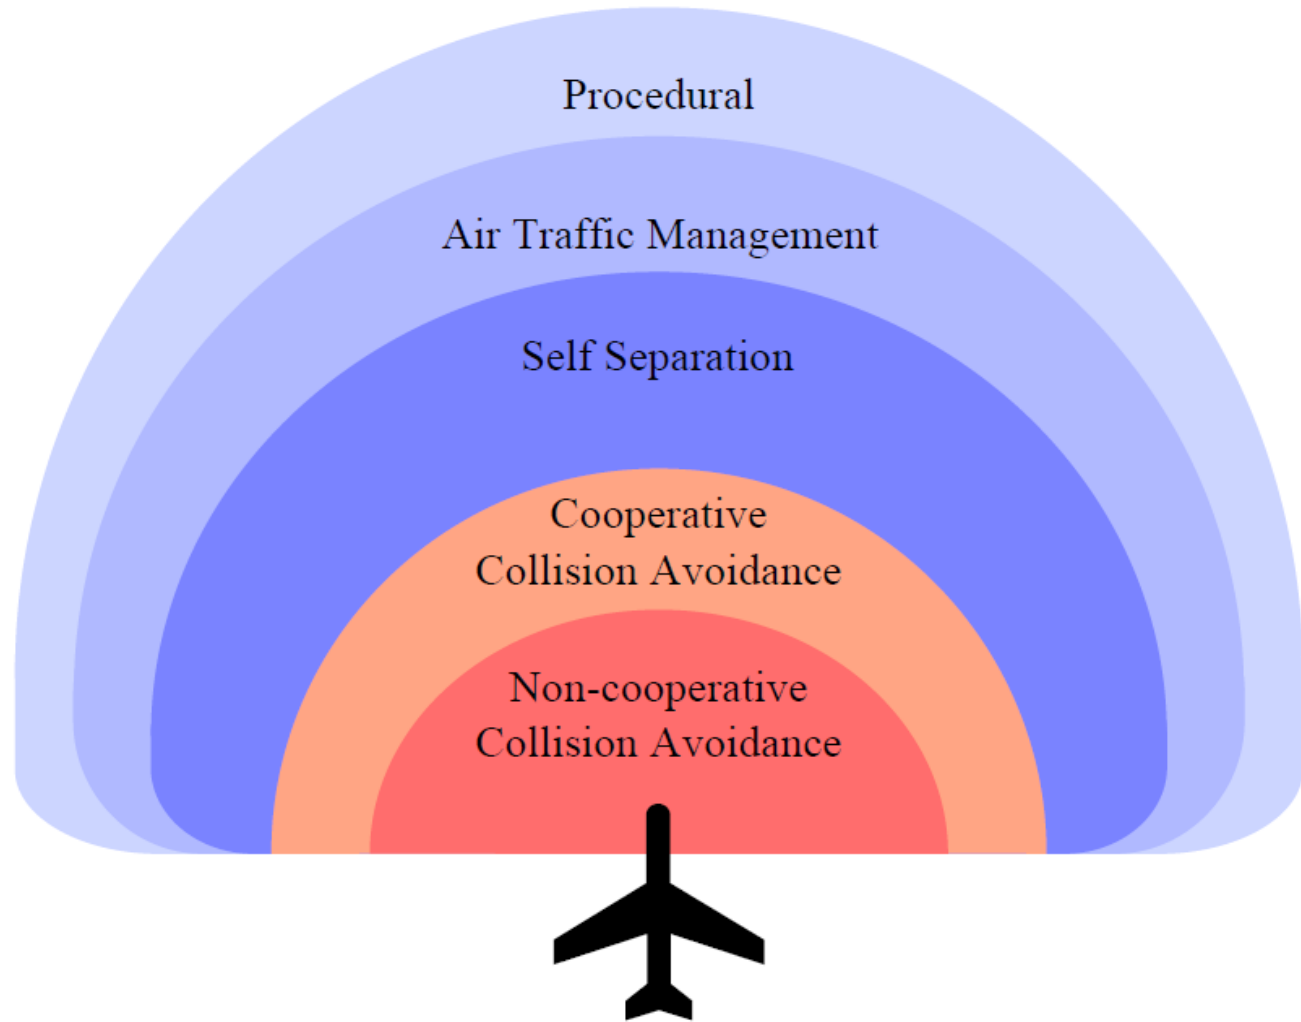 Procedural
Air Traffic Management
Self Separation
Cooperative
Collision Avoidance
Non-cooperative
Collision Avoidance